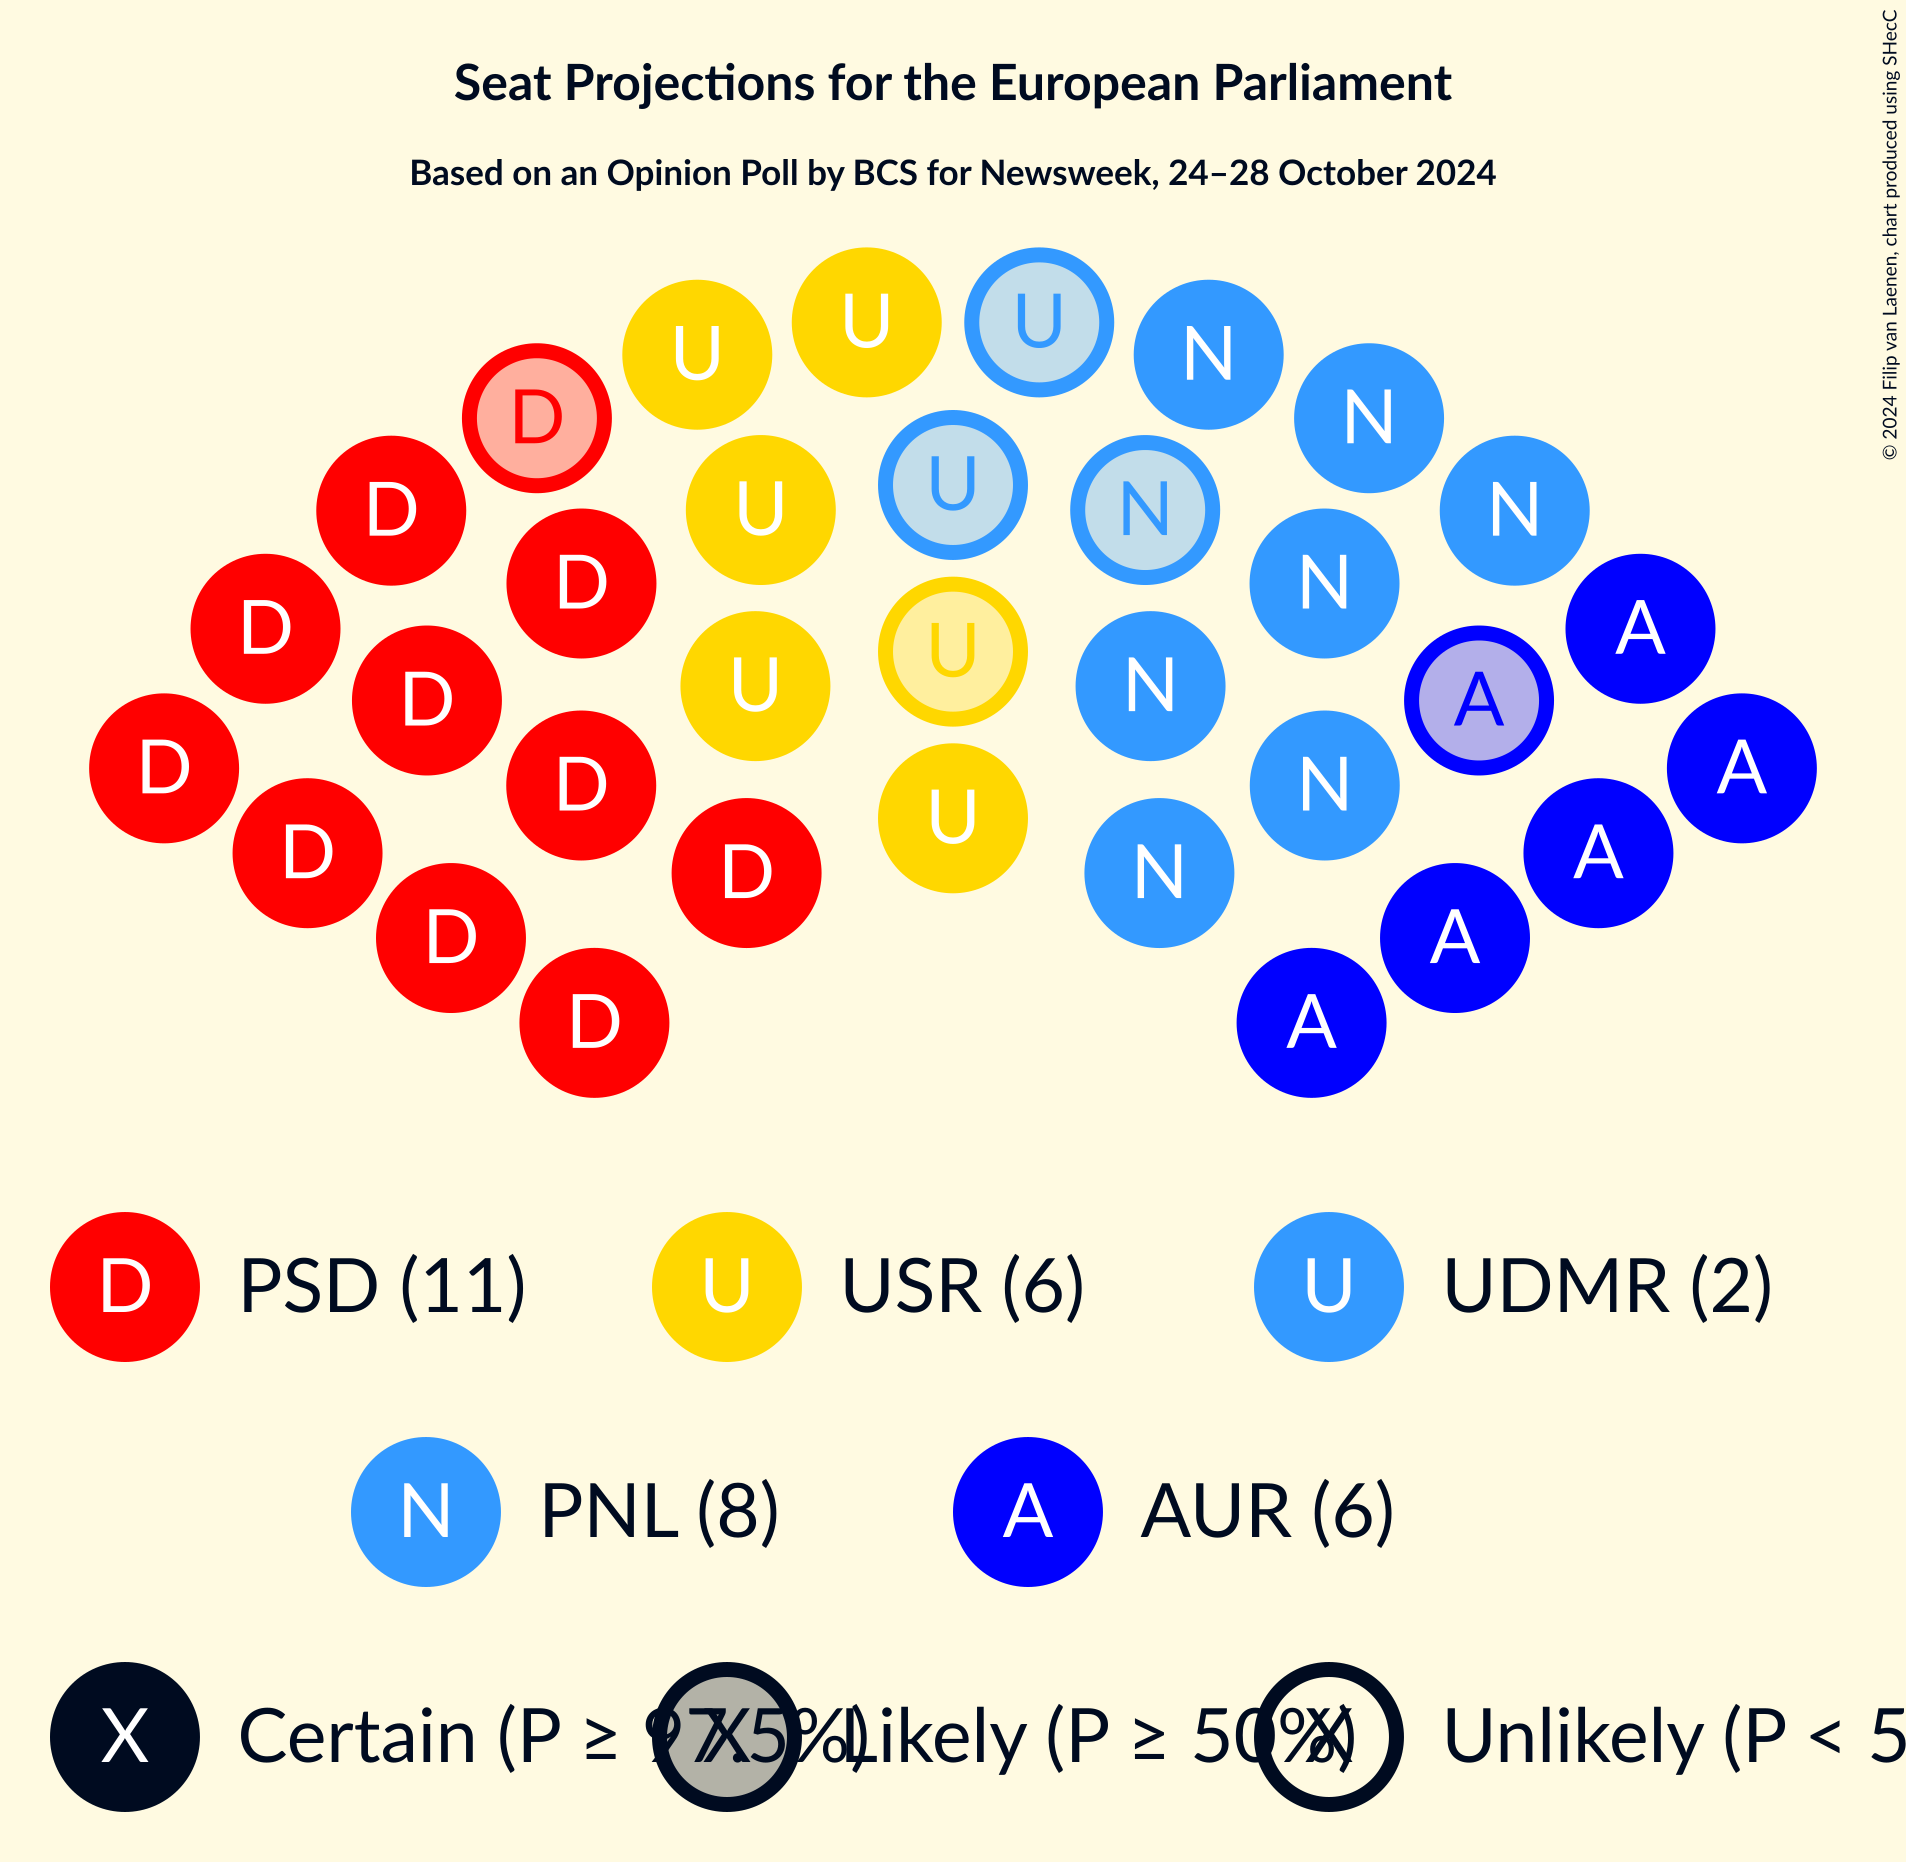 Seat Projections for the European Parliament
Based on an Opinion Poll by BCS for Newsweek, 24–28 October 2024
© 2024 Filip van Laenen, chart produced using SHecC
U U
U N
D U N
D U U N N
D D N
D U A
D U N A
D D N A
D U A
D D N A
D A
D A
D PSD (11) U USR (6) U UDMR (2)
N PNL (8) A AUR (6)
X Certain (P ≥ 97.5%) X Likely (P ≥ 50%) X Unlikely (P < 5